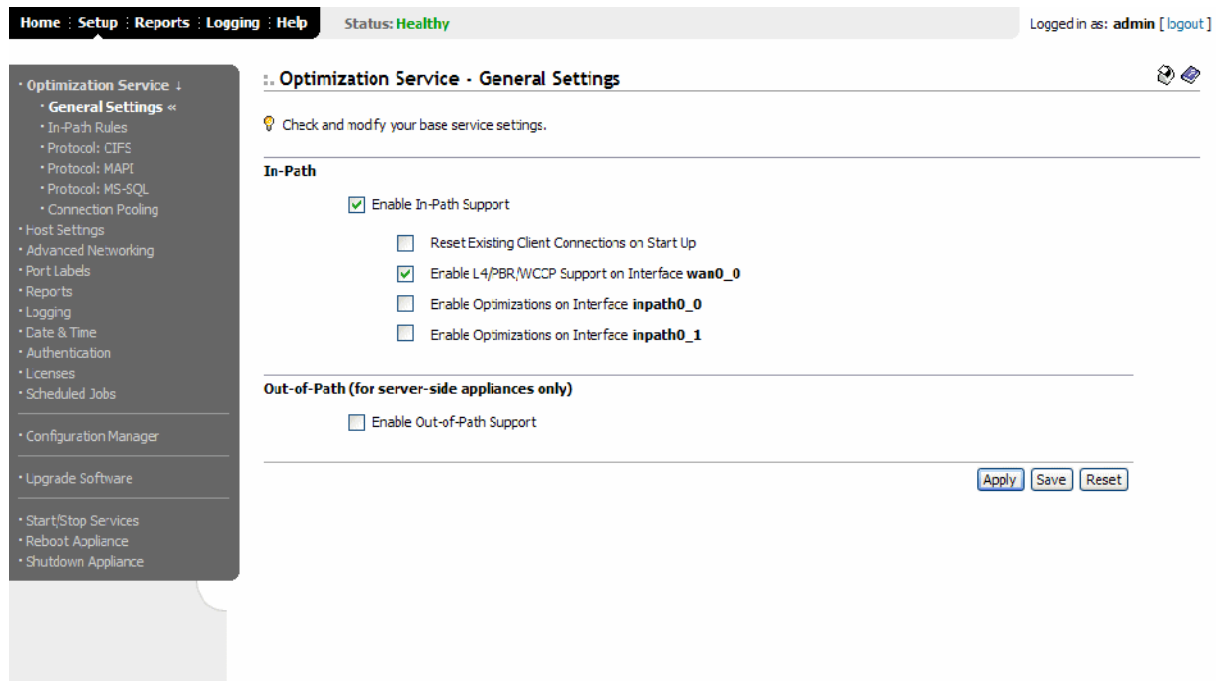 Home : Setup : Reports : Logging : Help
Status: Healthy
Logged in as: admin [ logout ]
· Optimization Service ↓
· General Settings «
· In-Path Rules
· Protocol: CIFS
· Protocol: MAPI
· Protocol: MS-SQL
· Connection Pooling
· Host Settings
· Advanced Networking
· Port Labels
· Reports
· Logging
· Date & Time
· Authentication
· Licenses
· Scheduled Jobs
· Configuration Manager
· Upgrade Software
· Start/Stop Services
· Reboot Appliance
· Shutdown Appliance
:. Optimization Service - General Settings
Check and modify your base service settings.
In-Path
Enable In-Path Support
Reset Existing Client Connections on Start Up
Enable L4/PBR/WCCP Support on Interface wan0_0
Enable Optimizations on Interface inpath0_0
Enable Optimizations on Interface inpath0_1
Out-of-Path (for server-side appliances only)
Enable Out-of-Path Support
Apply Save Reset